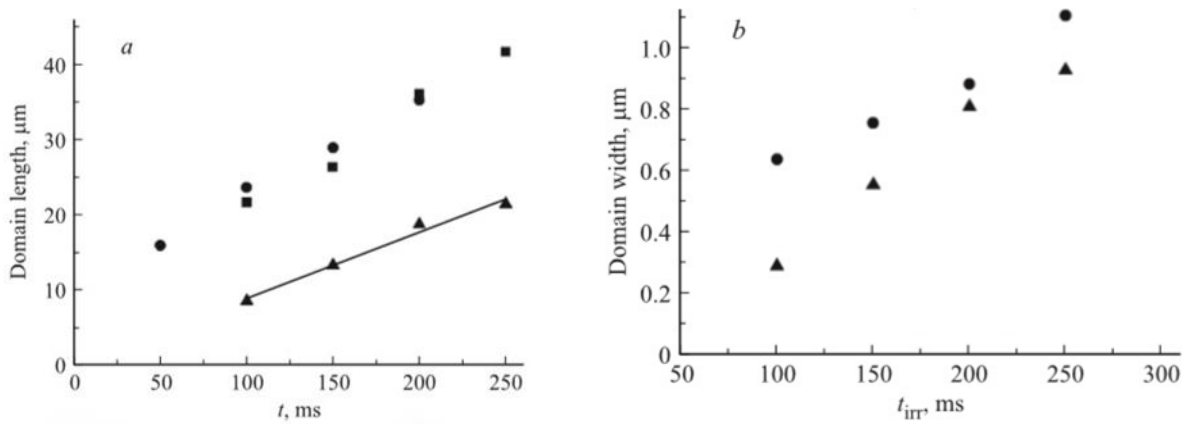 a
40
30
20
10
0
Domain length, μm
0 50 100 150 200 250
t, ms
b
1.0
0.8
0.6
0.4
0.2
0
Domain width, μm
50 100 150 200 250 300
t_irr, ms